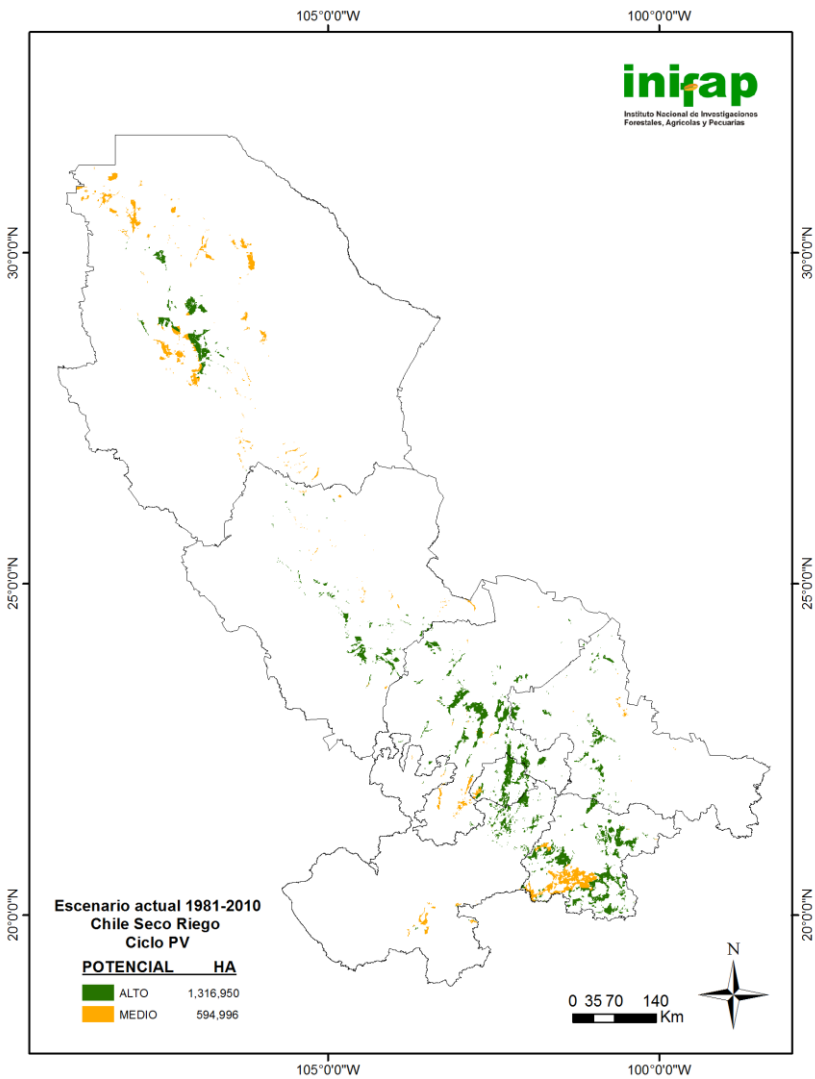 105°0'0"W 100°0'0"W
inifap
Instituto Nacional de Investigaciones
Forestales, Agrícolas y Pecuarias
30°0'0"N 30°0'0"N
25°0'0"N 25°0'0"N
20°0'0"N 20°0'0"N
Escenario actual 1981-2010
Chile Seco Riego
Ciclo PV
POTENCIAL HA
ALTO 1,316,950
MEDIO 594,996
N
0 35 70 140
Km
105°0'0"W 100°0'0"W